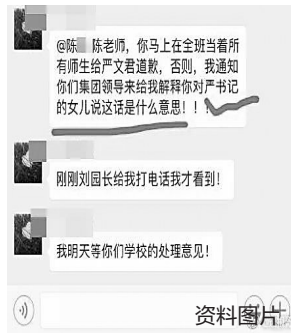 @陈 陈老师，你马上在全班当着所
有师生给严文君道歉，否则，我通知
你们集团领导来给我解释你对严书记
的女儿说这话是什么意思！！！
刚刚刘园长给我打电话我才看到！
我明天等你们学校的处理意见！
资料图片